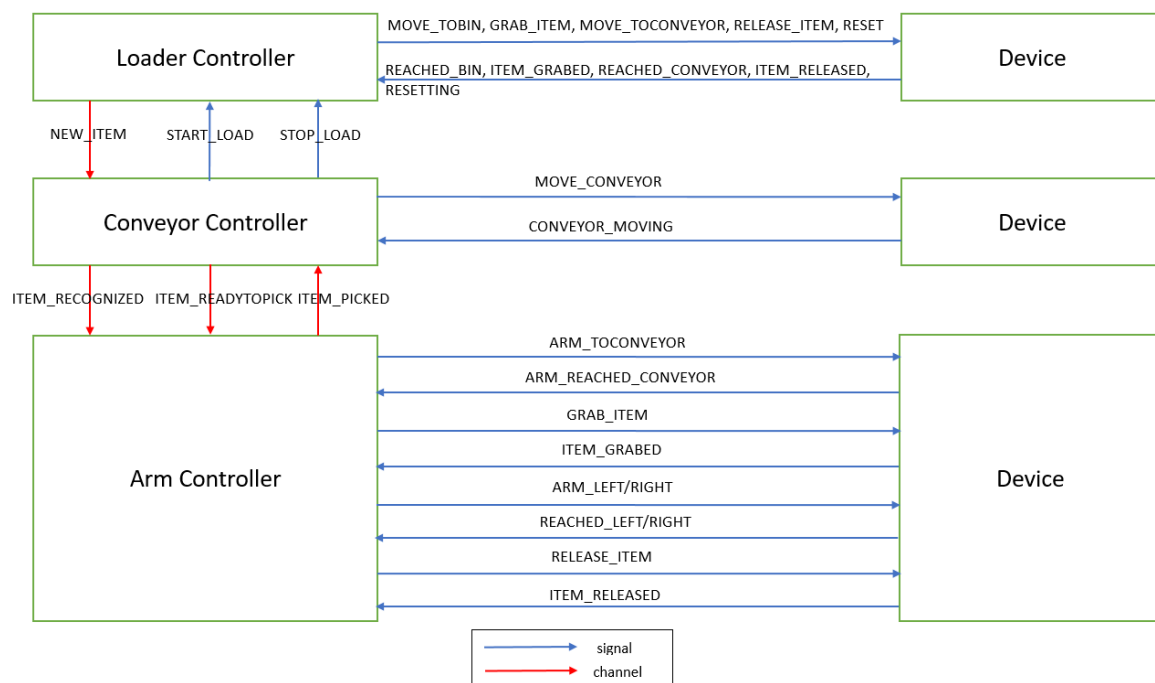 MOVE_TOBIN, GRAB_ITEM, MOVE_TOCONVEYOR, RELEASE_ITEM, RESET
Loader Controller
Device
REACHED_BIN, ITEM_GRABED, REACHED_CONVEYOR, ITEM_RELEASED,
RESETTING
NEW_ITEM
START_LOAD
STOP_LOAD
MOVE_CONVEYOR
Conveyor Controller
Device
CONVEYOR_MOVING
ITEM_RECOGNIZED
ITEM_READYTOPICK
ITEM_PICKED
ARM_TOCONVEYOR
ARM_REACHED_CONVEYOR
GRAB_ITEM
ITEM_GRABED
Arm Controller
Device
ARM_LEFT/RIGHT
REACHED_LEFT/RIGHT
RELEASE_ITEM
ITEM_RELEASED
signal
channel